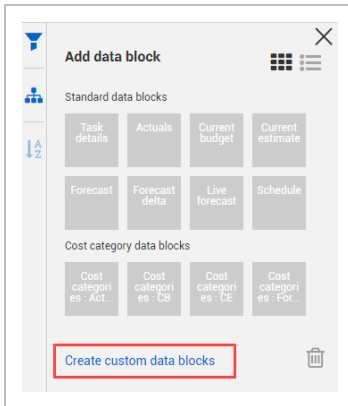 Add data block
Standard data blocks
Task details
Actuals
Current budget
Current estimate
Forecast
Forecast delta
Live forecast
Schedule
Cost category data blocks
Cost categori es : Act...
Cost categori es : CB
Cost categori es : CE
Cost categori es : For...
Create custom data blocks
A
Z